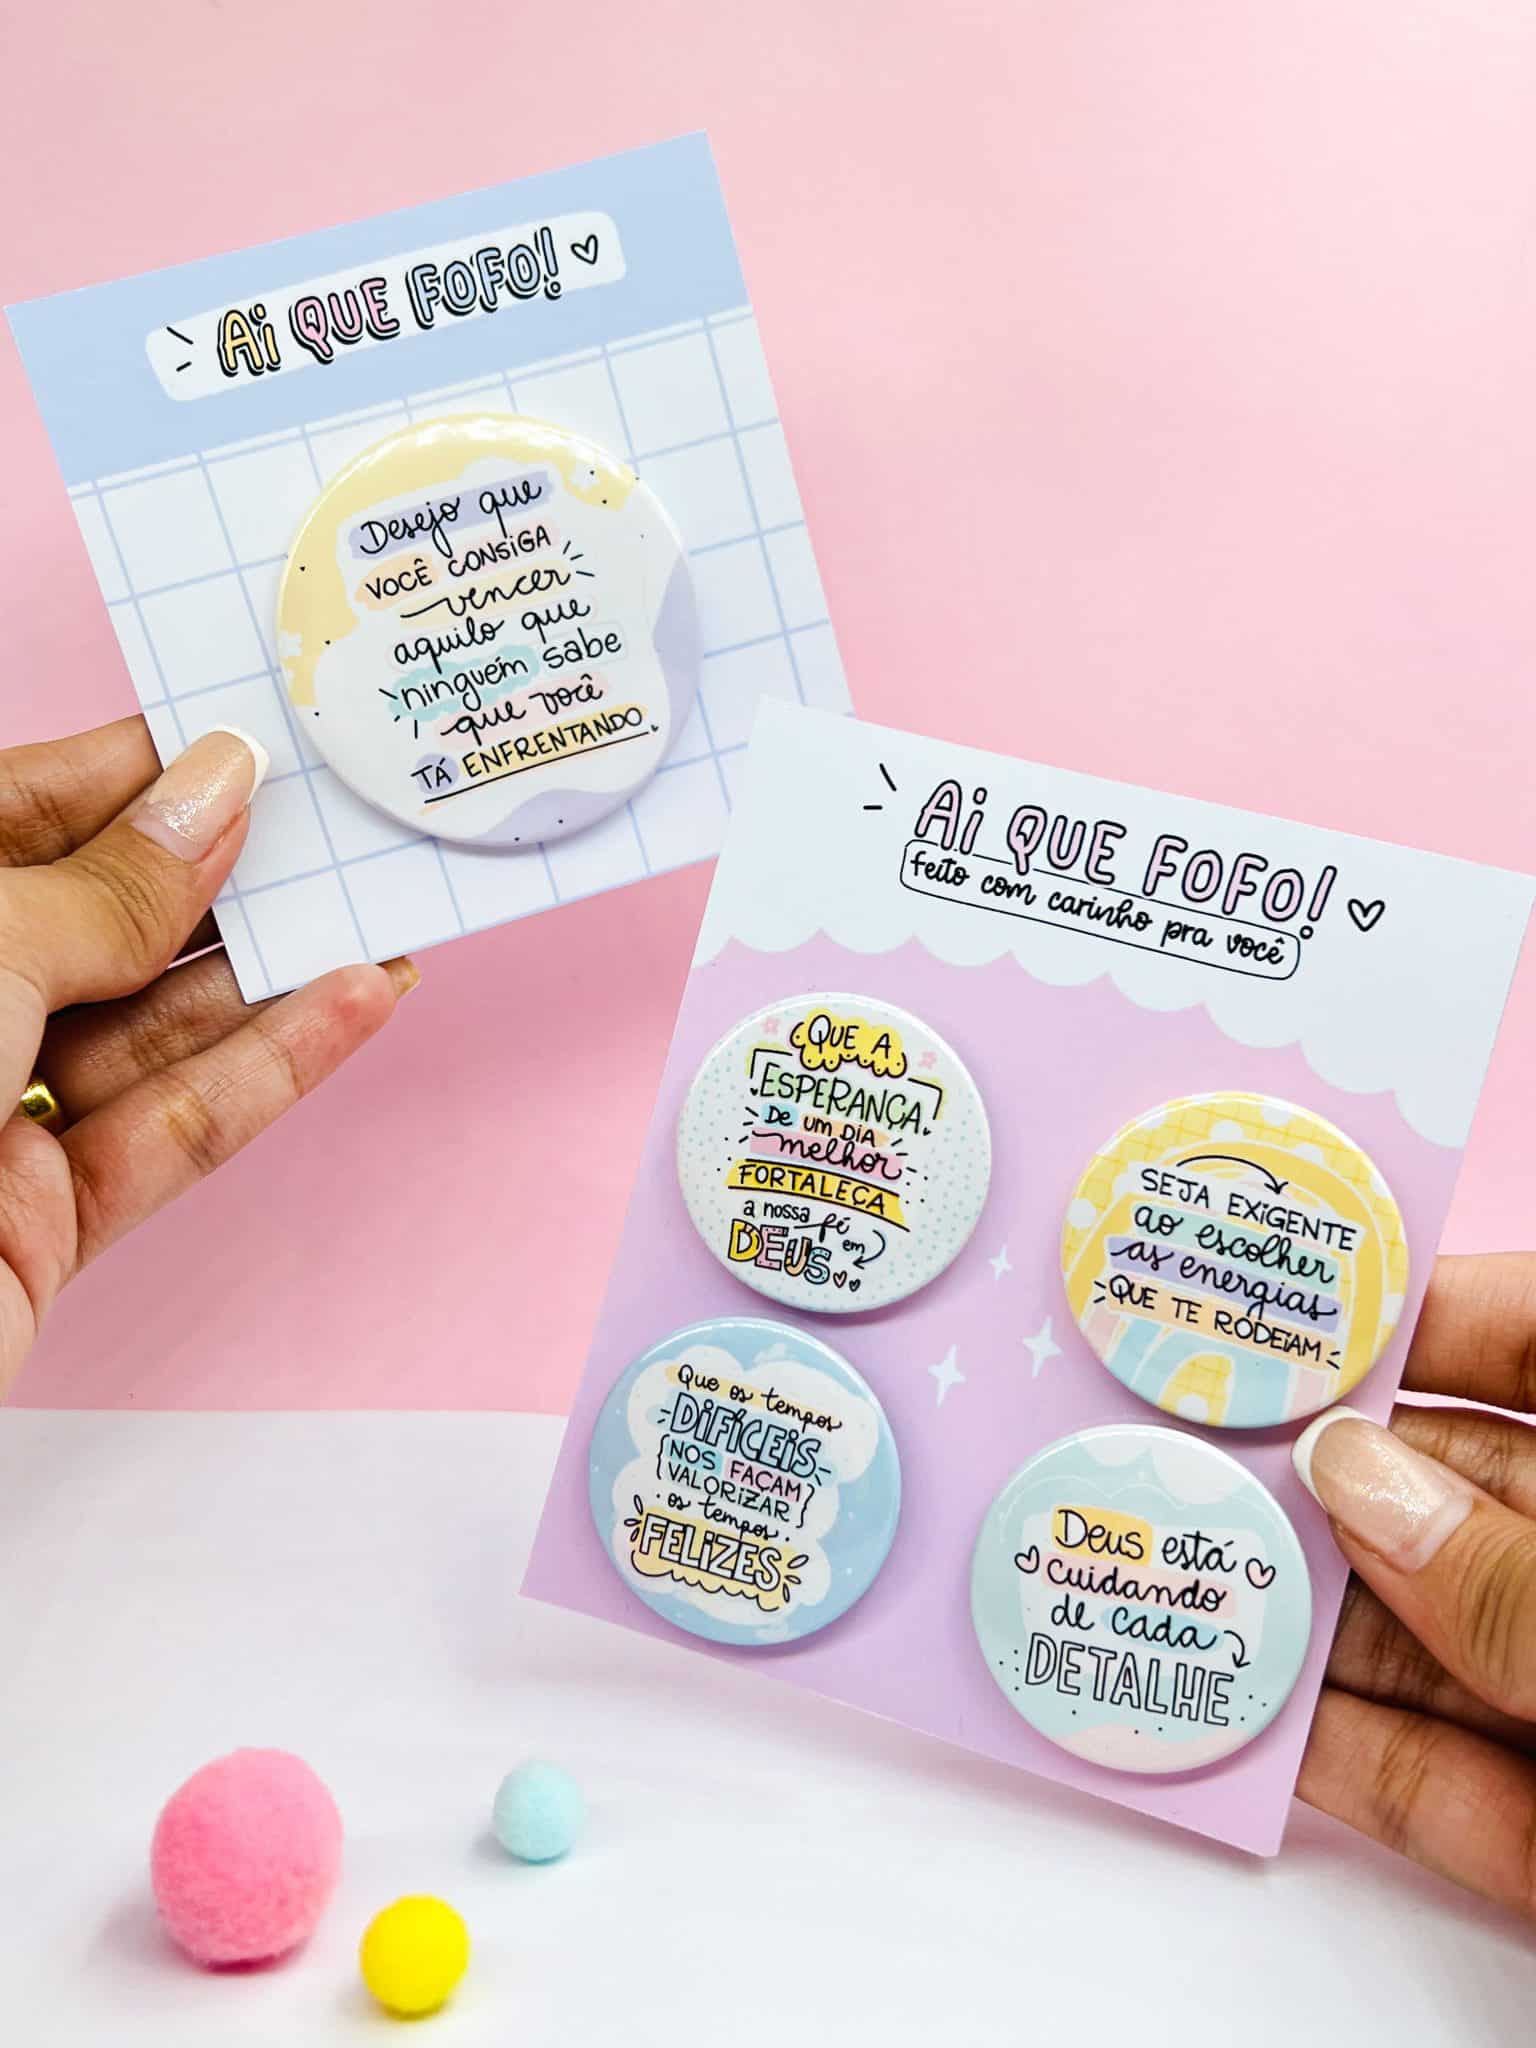 Ai QUE FOFO!
Desejo que
VOCÊ CONSiGA
vencer
aquilo que
ninguém sabe
que você
TÁ ENFRENTANDO
Ai QUE FOFO!
feito com carinho pra você
QUE A
ESPERANÇA
De um DiA
melhor
FORTALEÇA
a nossa fé
em
DEUS
SEJA EXiGENTE
ao escolher
as energias
QUE TE RODEiAM
Que os tempos
DiFÍCEiS
NOS FAÇAM
VALORiZAR
os tempos
FELiZES
Deus está
cuidando
de cada
DETALHE